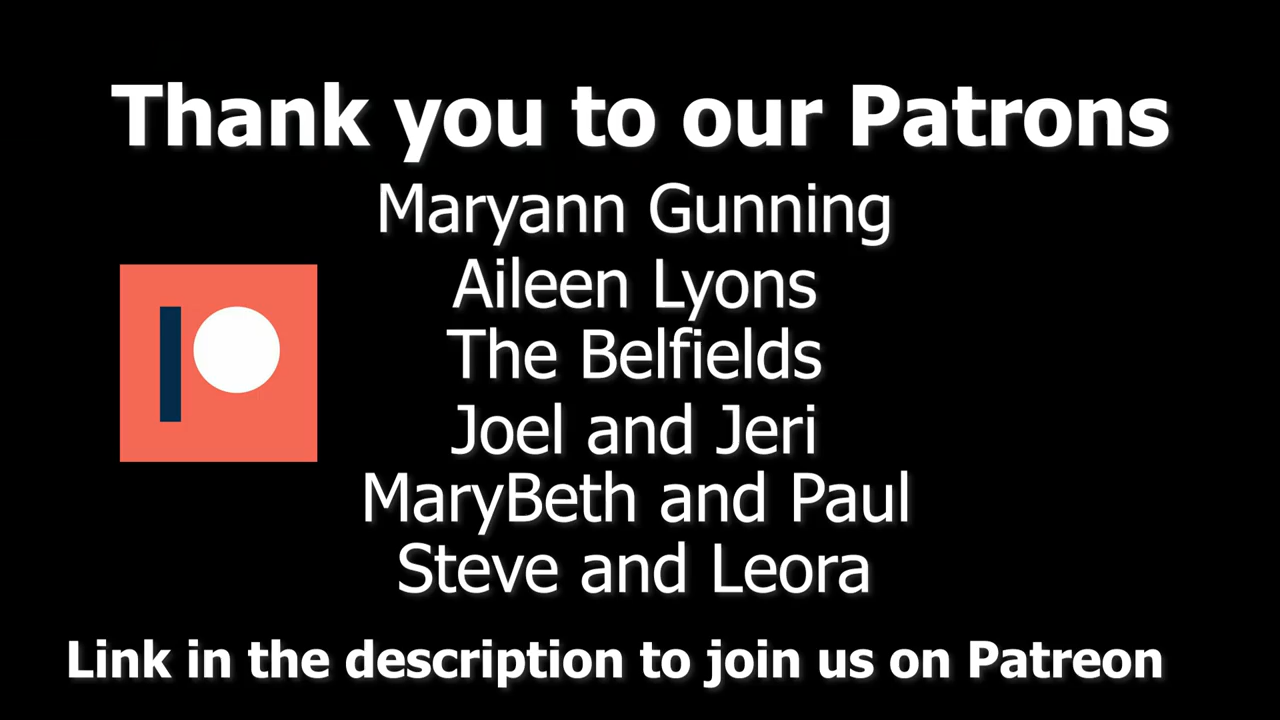 Thank you to our Patrons
Maryann Gunning
Aileen Lyons
The Belfields
Joel and Jeri
MaryBeth and Paul
Steve and Leora
Link in the description to join us on Patreon